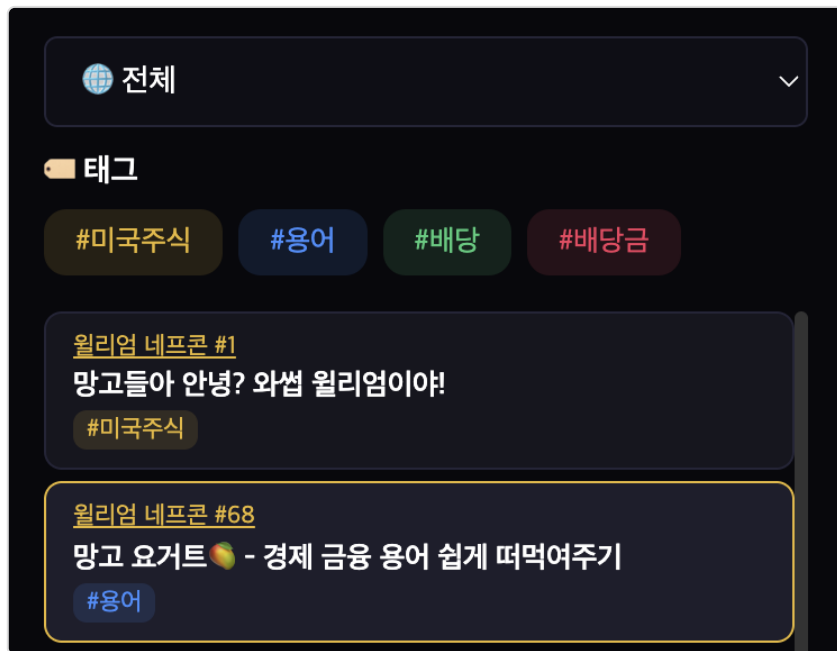 🌐 전체
🏷️ 태그
#미국주식 #용어 #배당 #배당금
윌리엄 네프콘 #1
망고들아 안녕? 와썹 윌리엄이야!
#미국주식
윌리엄 네프콘 #68
망고 요거트🥭 - 경제 금융 용어 쉽게 떠먹여주기
#용어